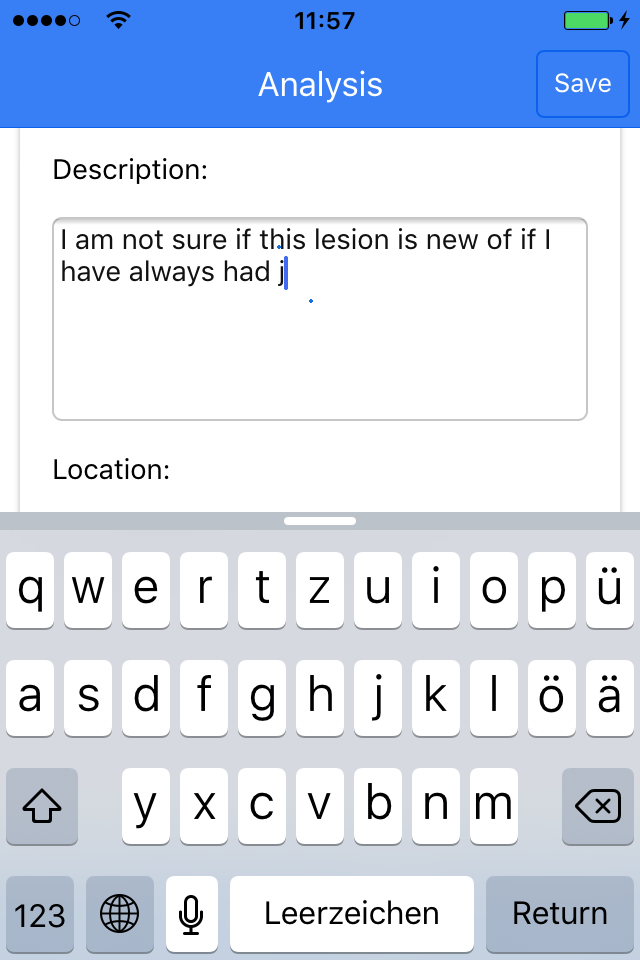 11:57
Analysis
Save
Description:
I am not sure if this lesion is new of if I
have always had j
Location:
q w e r t z u i o p ü
a s d f g h j k l ö ä
y x c v b n m
123 Leerzeichen Return